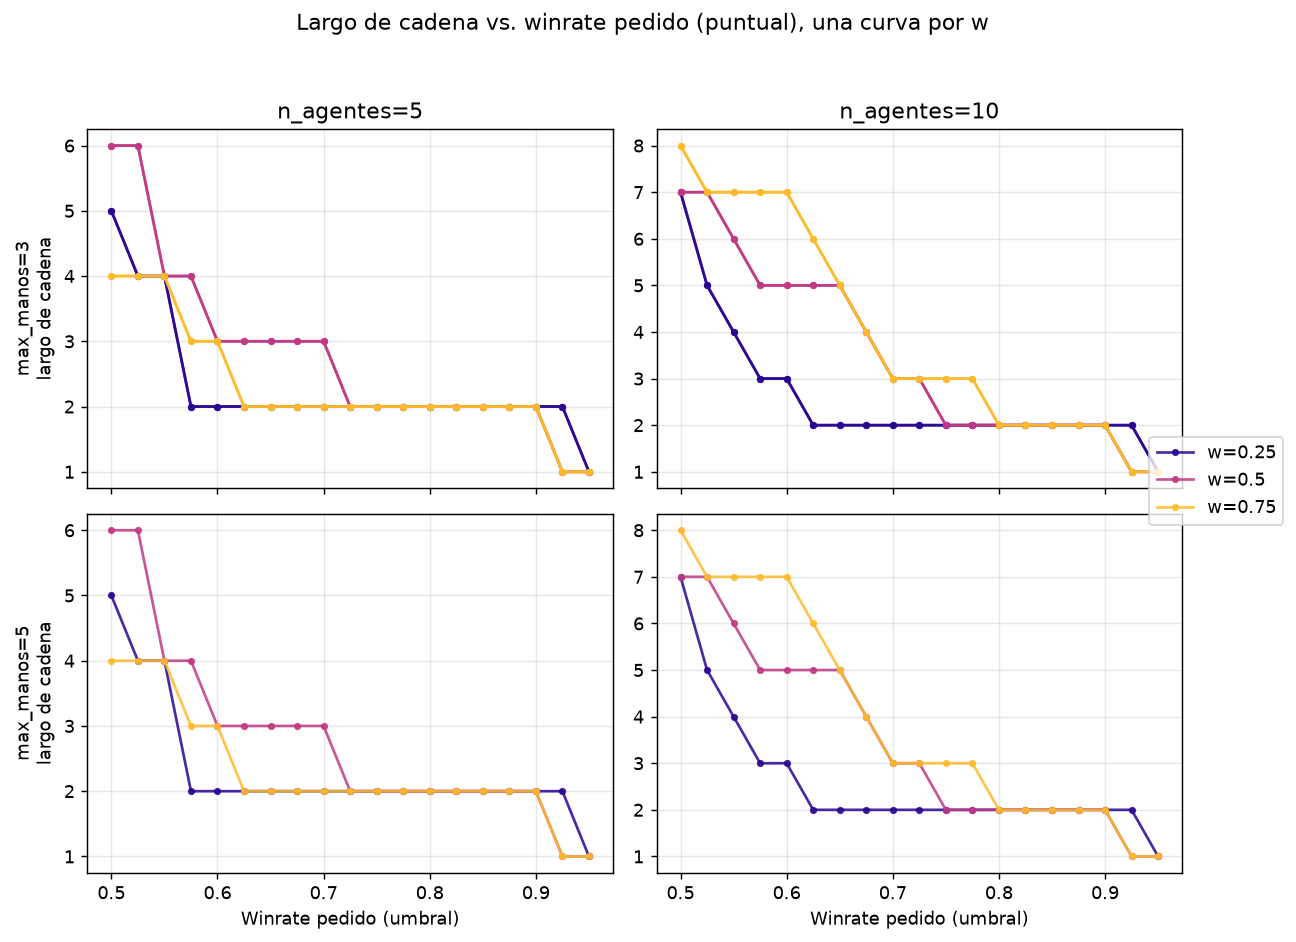 Largo de cadena vs. winrate pedido (puntual), una curva por w
n_agentes=5
n_agentes=10
max_manos=3
largo de cadena
6
5
4
3
2
1
8
7
6
5
4
3
2
1
w=0.25
w=0.5
w=0.75
max_manos=5
largo de cadena
6
5
4
3
2
1
8
7
6
5
4
3
2
1
0.5 0.6 0.7 0.8 0.9
0.5 0.6 0.7 0.8 0.9
Winrate pedido (umbral)
Winrate pedido (umbral)